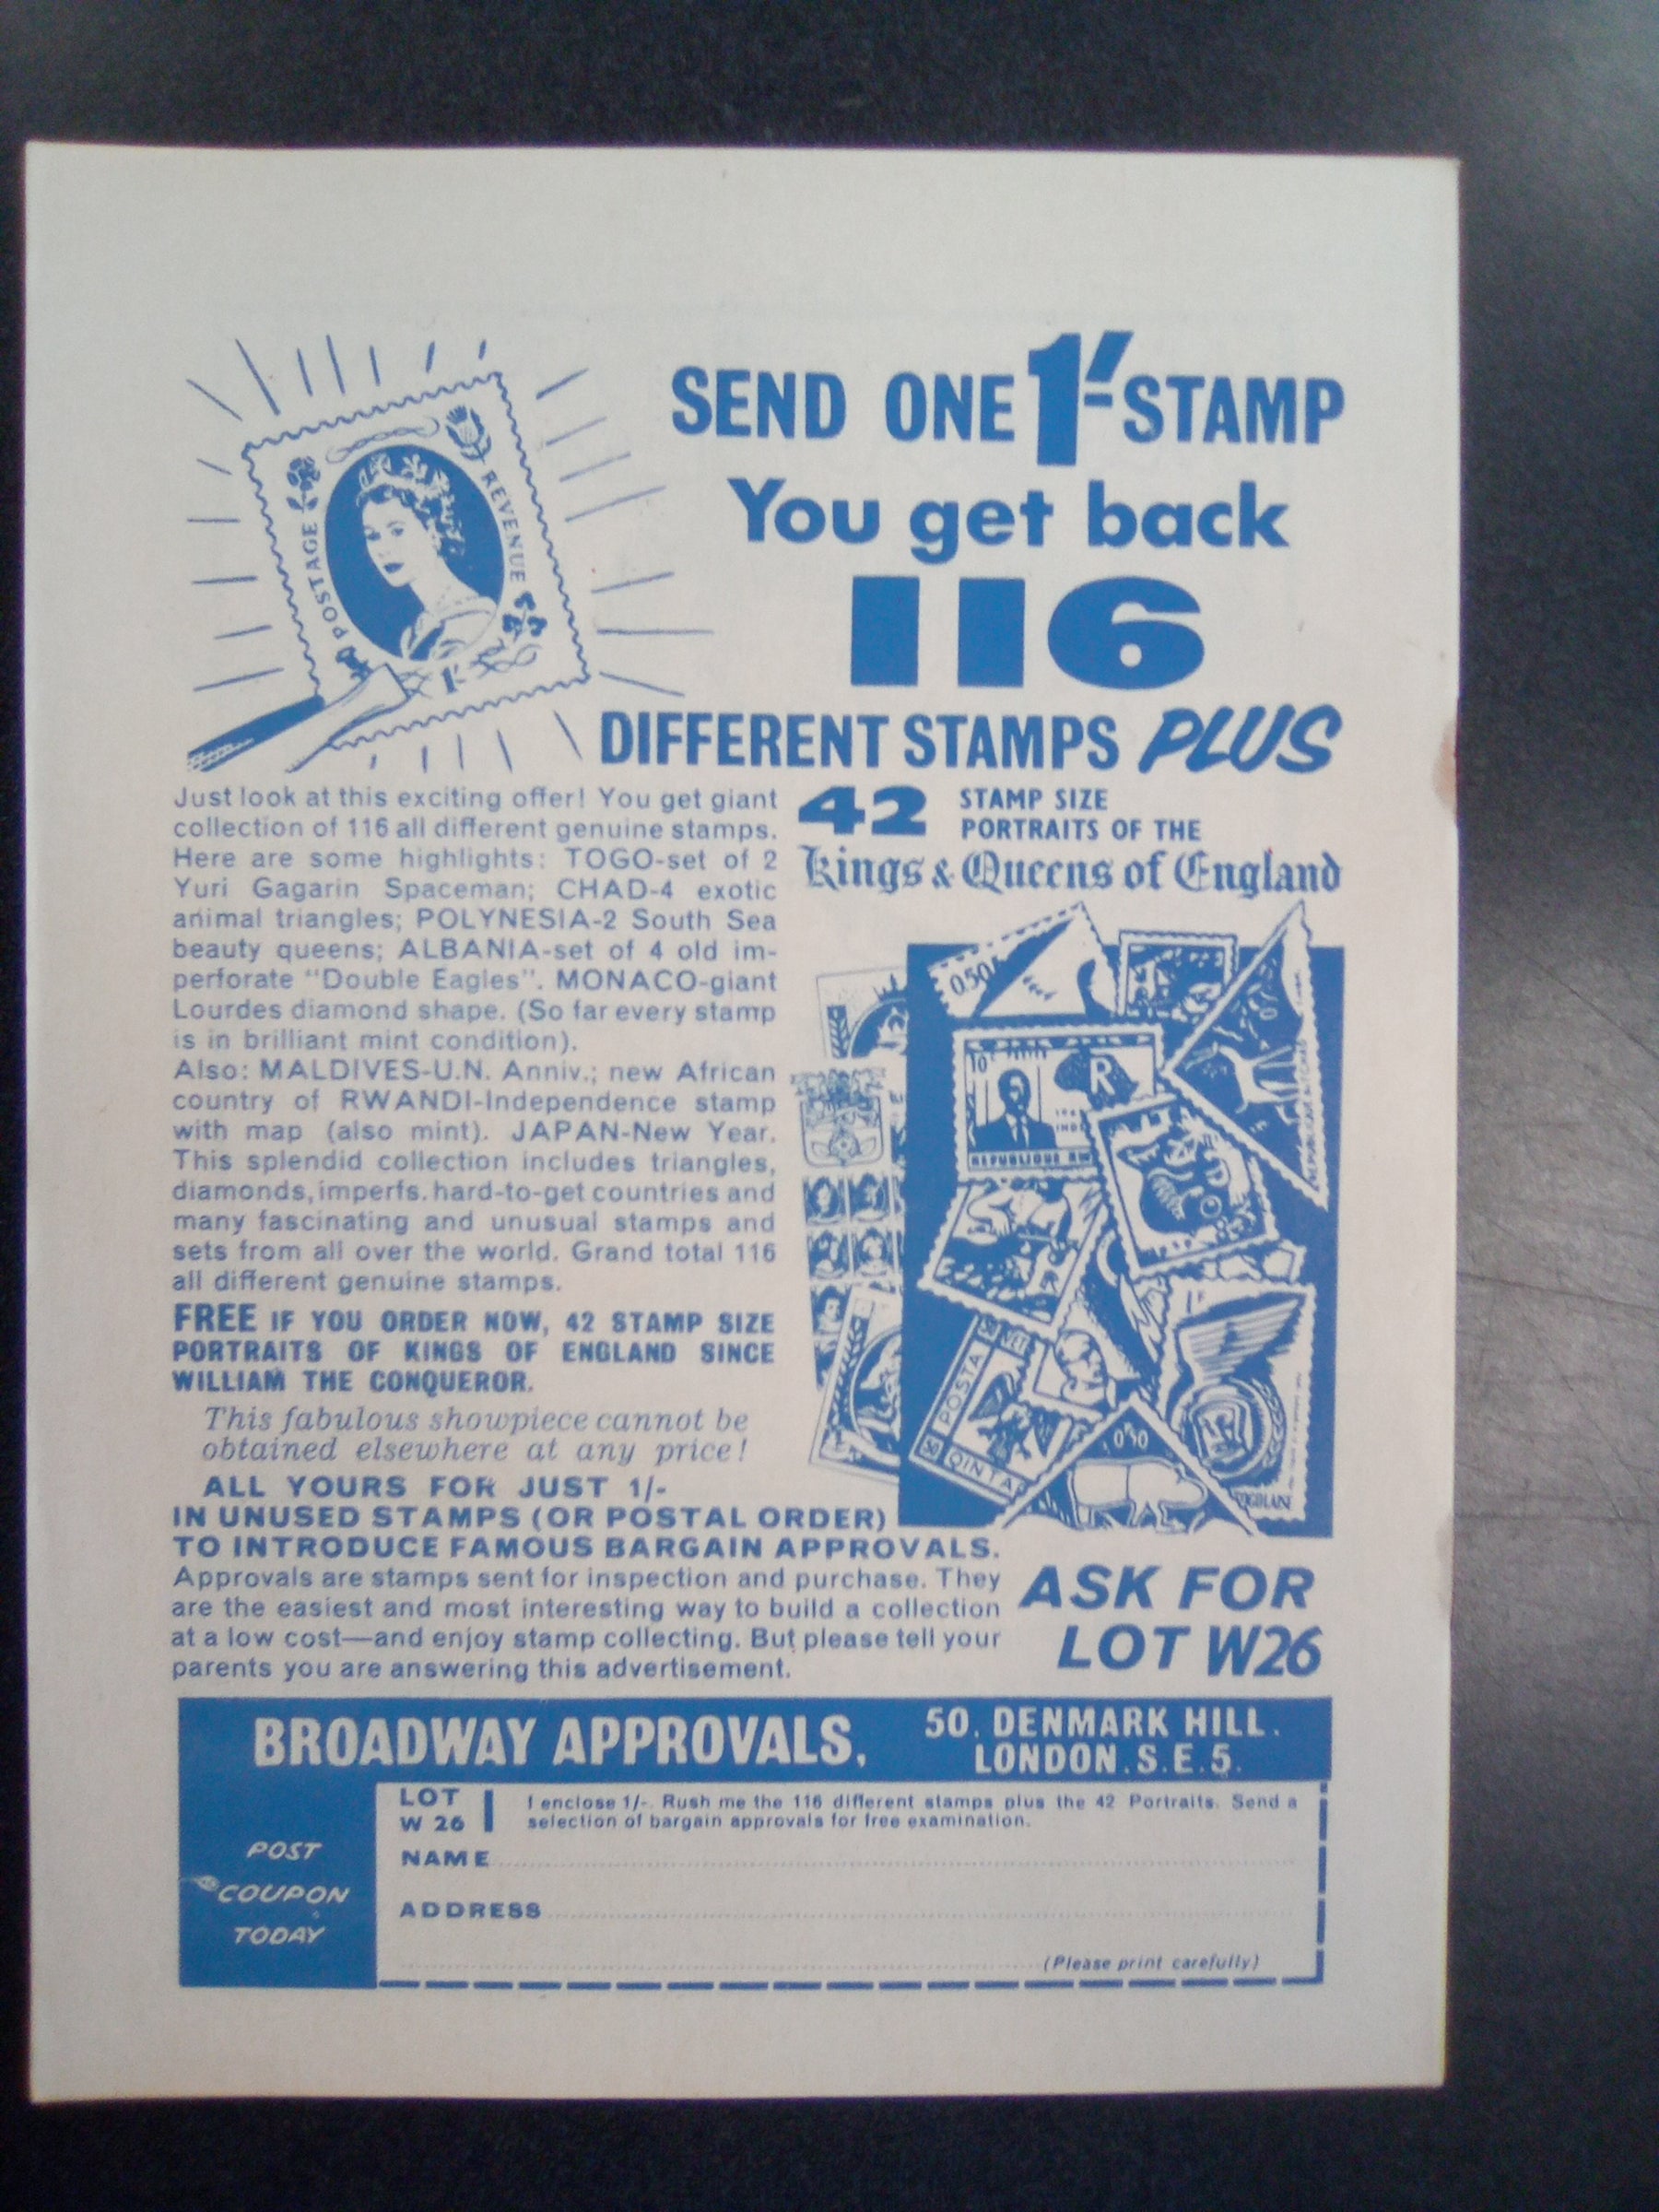 SEND ONE 1/- STAMP
You get back
116
DIFFERENT STAMPS PLUS
POSTAGE
REVENUE
1/-
Just look at this exciting offer! You get giant
collection of 116 all different genuine stamps.
Here are some highlights: TOGO-set of 2
Yuri Gagarin Spaceman; CHAD-4 exotic
animal triangles; POLYNESIA-2 South Sea
beauty queens; ALBANIA-set of 4 old im-
perforate "Double Eagles". MONACO-giant
Lourdes diamond shape. (So far every stamp
is in brilliant mint condition).
Also: MALDIVES-U.N. Anniv.; new African
country of RWANDI-Independence stamp
with map (also mint). JAPAN-New Year.
This splendid collection includes triangles,
diamonds, imperfs. hard-to-get countries and
many fascinating and unusual stamps and
sets from all over the world. Grand total 116
all different genuine stamps.
FREE IF YOU ORDER NOW, 42 STAMP SIZE
PORTRAITS OF KINGS OF ENGLAND SINCE
WILLIAM THE CONQUEROR.
This fabulous showpiece cannot be
obtained elsewhere at any price!
ALL YOURS FOR JUST 1/-
IN UNUSED STAMPS (OR POSTAL ORDER)
TO INTRODUCE FAMOUS BARGAIN APPROVALS.
Approvals are stamps sent for inspection and purchase. They
are the easiest and most interesting way to build a collection
at a low cost—and enjoy stamp collecting. But please tell your
parents you are answering this advertisement.
42 STAMP SIZE
PORTRAITS OF THE
Kings & Queens of England
0.50F
10c
R
REPUBLIQUE RW
POSTA
50
QINTA
0F50
TOGOLAISE
ASK FOR
LOT W26
BROADWAY APPROVALS,
50, DENMARK HILL.
LONDON.S.E.5.
POST
COUPON
TODAY
LOT
W 26
I enclose 1/-. Rush me the 116 different stamps plus the 42 Portraits. Send a
selection of bargain approvals for free examination.
NAME
ADDRESS
(Please print carefully)